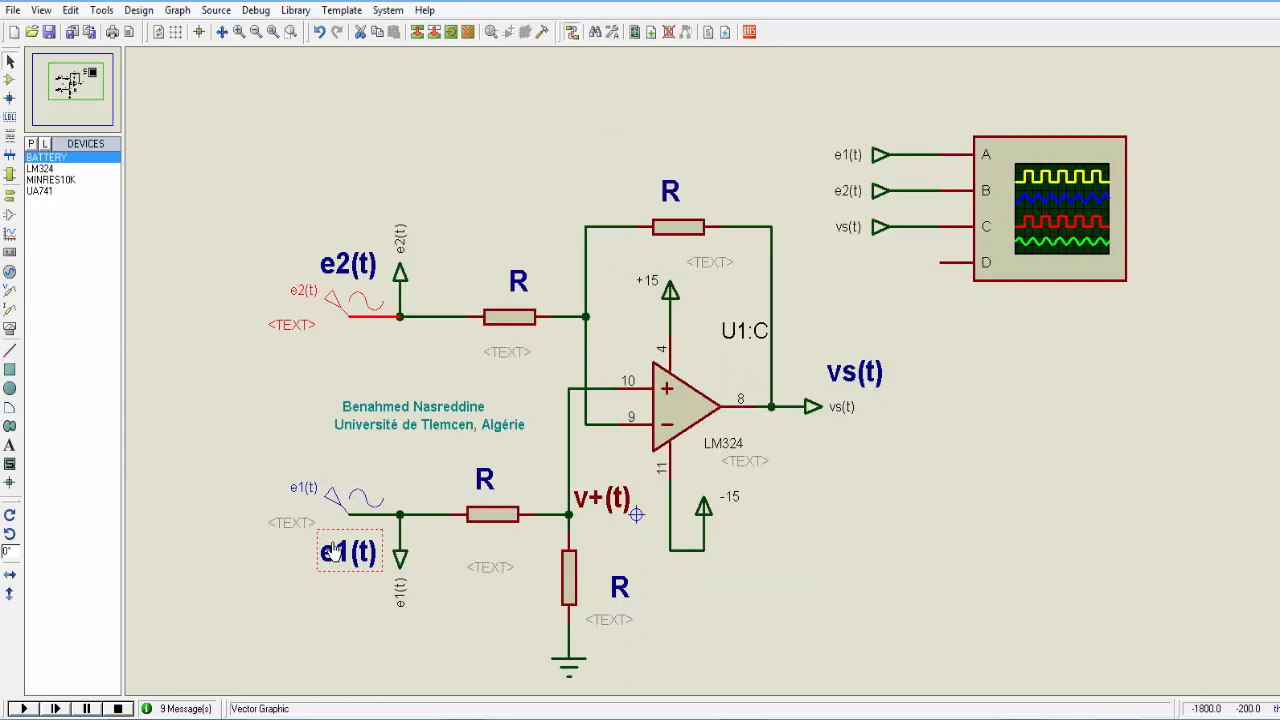 File View Edit Tools Design Graph Source Debug Library Template System Help
P L DEVICES
BATTERY
LM324
MINRES10K
UA741
0°
e1(t)
A
e2(t)
B
vs(t)
C
D
R
<TEXT>
e2(t)
e2(t)
e2(t)
<TEXT>
R
<TEXT>
+15
4
U1:C
10
9
8
11
vs(t)
vs(t)
LM324
<TEXT>
Benahmed Nasreddine
Université de Tlemcen, Algérie
R
v+(t)
-15
e1(t)
<TEXT>
e1(t)
e1(t)
<TEXT>
R
<TEXT>
9 Message(s)
Vector Graphic
-1800.0 -200.0 th